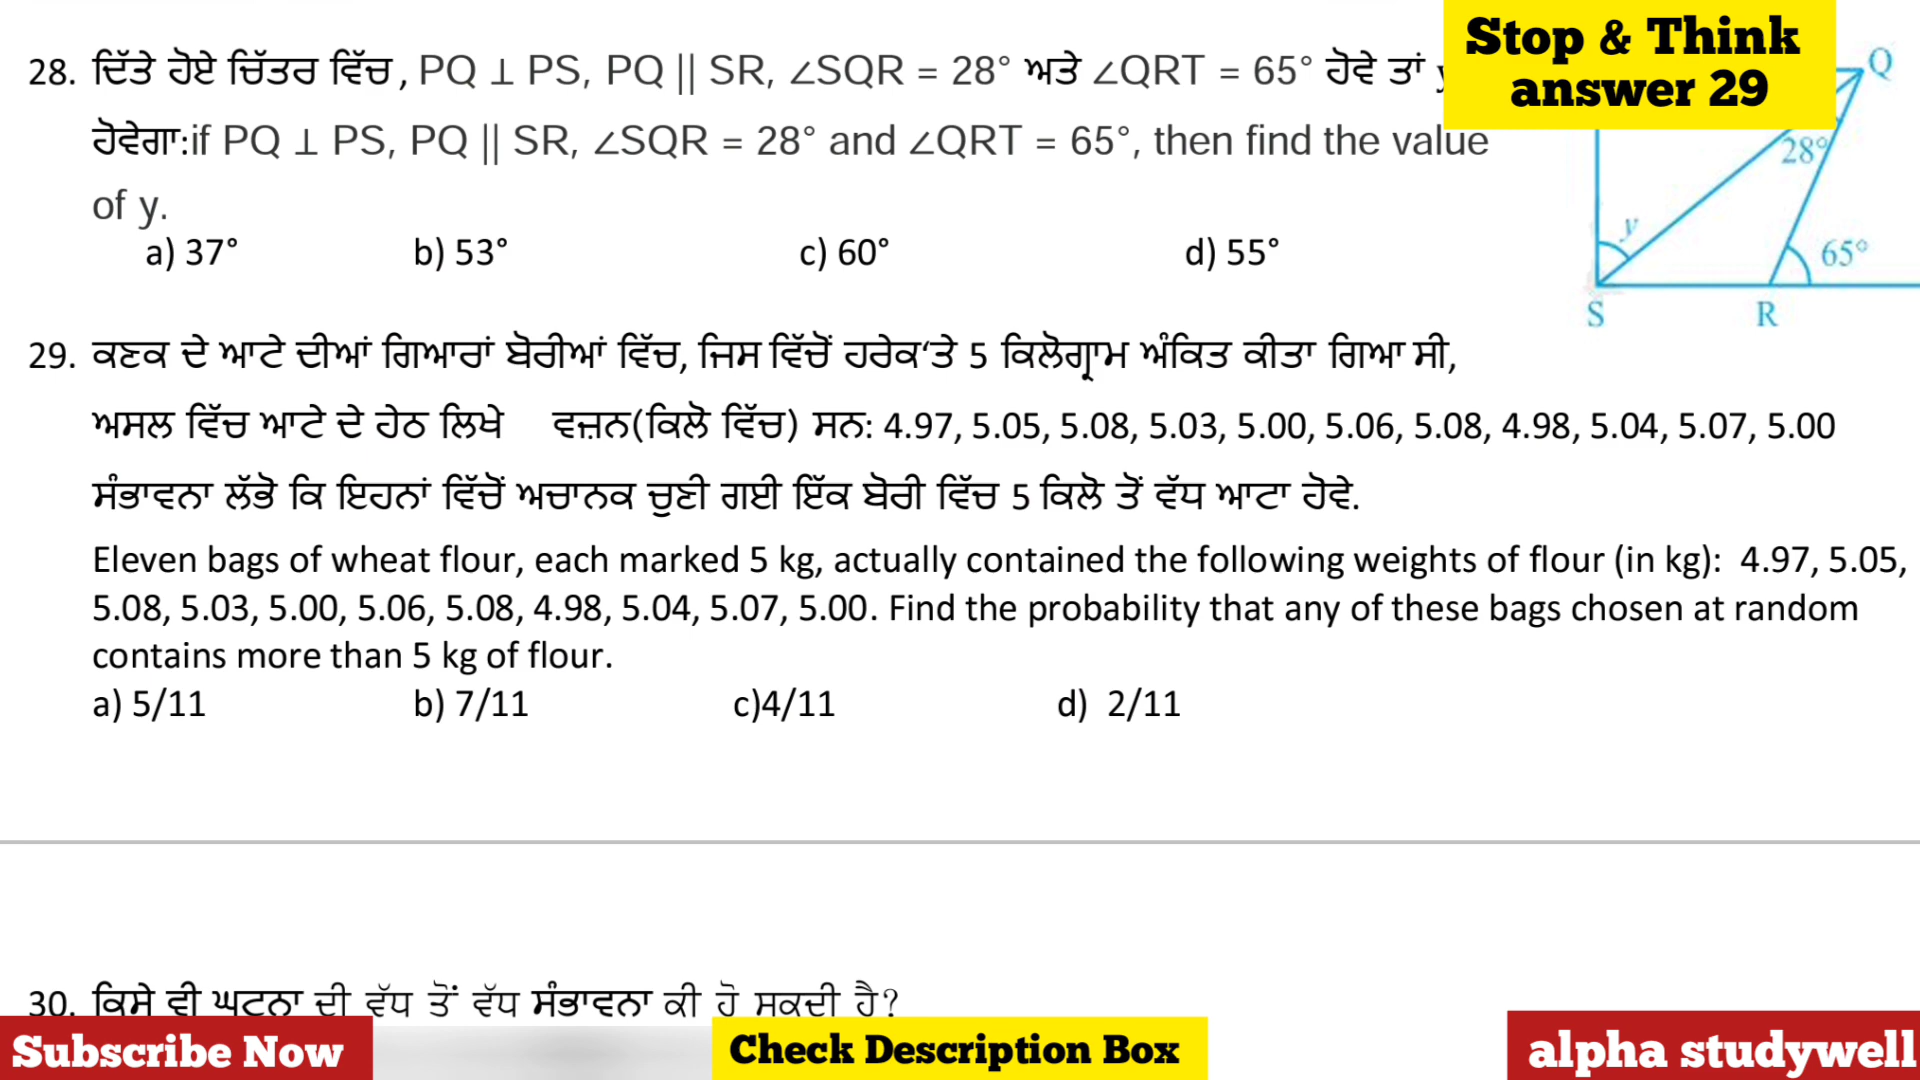 28. ਦਿੱਤੇ ਹੋਏ ਚਿੱਤਰ ਵਿੱਚ, PQ ⊥ PS, PQ || SR, ∠SQR = 28° ਅਤੇ ∠QRT = 65° ਹੋਵੇ ਤਾਂ
ਹੋਵੇਗਾ:if PQ ⊥ PS, PQ || SR, ∠SQR = 28° and ∠QRT = 65°, then find the value
of y.
a) 37° b) 53° c) 60° d) 55°
Stop & Think
answer 29
Q
28°
y
65°
S R
29. ਕਣਕ ਦੇ ਆਟੇ ਦੀਆਂ ਗਿਆਰਾਂ ਬੋਰੀਆਂ ਵਿੱਚ, ਜਿਸ ਵਿੱਚੋਂ ਹਰੇਕ‘ਤੇ 5 ਕਿਲੋਗ੍ਰਾਮ ਅੰਕਿਤ ਕੀਤਾ ਗਿਆ ਸੀ,
ਅਸਲ ਵਿੱਚ ਆਟੇ ਦੇ ਹੇਠ ਲਿਖੇ ਵਜ਼ਨ(ਕਿਲੋ ਵਿੱਚ) ਸਨ: 4.97, 5.05, 5.08, 5.03, 5.00, 5.06, 5.08, 4.98, 5.04, 5.07, 5.00
ਸੰਭਾਵਨਾ ਲੱਭੋ ਕਿ ਇਹਨਾਂ ਵਿੱਚੋਂ ਅਚਾਨਕ ਚੁਣੀ ਗਈ ਇੱਕ ਬੋਰੀ ਵਿੱਚ 5 ਕਿਲੋ ਤੋਂ ਵੱਧ ਆਟਾ ਹੋਵੇ.
Eleven bags of wheat flour, each marked 5 kg, actually contained the following weights of flour (in kg): 4.97, 5.05,
5.08, 5.03, 5.00, 5.06, 5.08, 4.98, 5.04, 5.07, 5.00. Find the probability that any of these bags chosen at random
contains more than 5 kg of flour.
a) 5/11 b) 7/11 c)4/11 d) 2/11
30. ਕਿਸੇ ਵੀ ਘਟਨਾ ਦੀ ਵੱਧ ਤੋਂ ਵੱਧ ਸੰਭਾਵਨਾ ਕੀ ਹੋ ਸਕਦੀ ਹੈ?
Subscribe Now
Check Description Box
alpha studywell